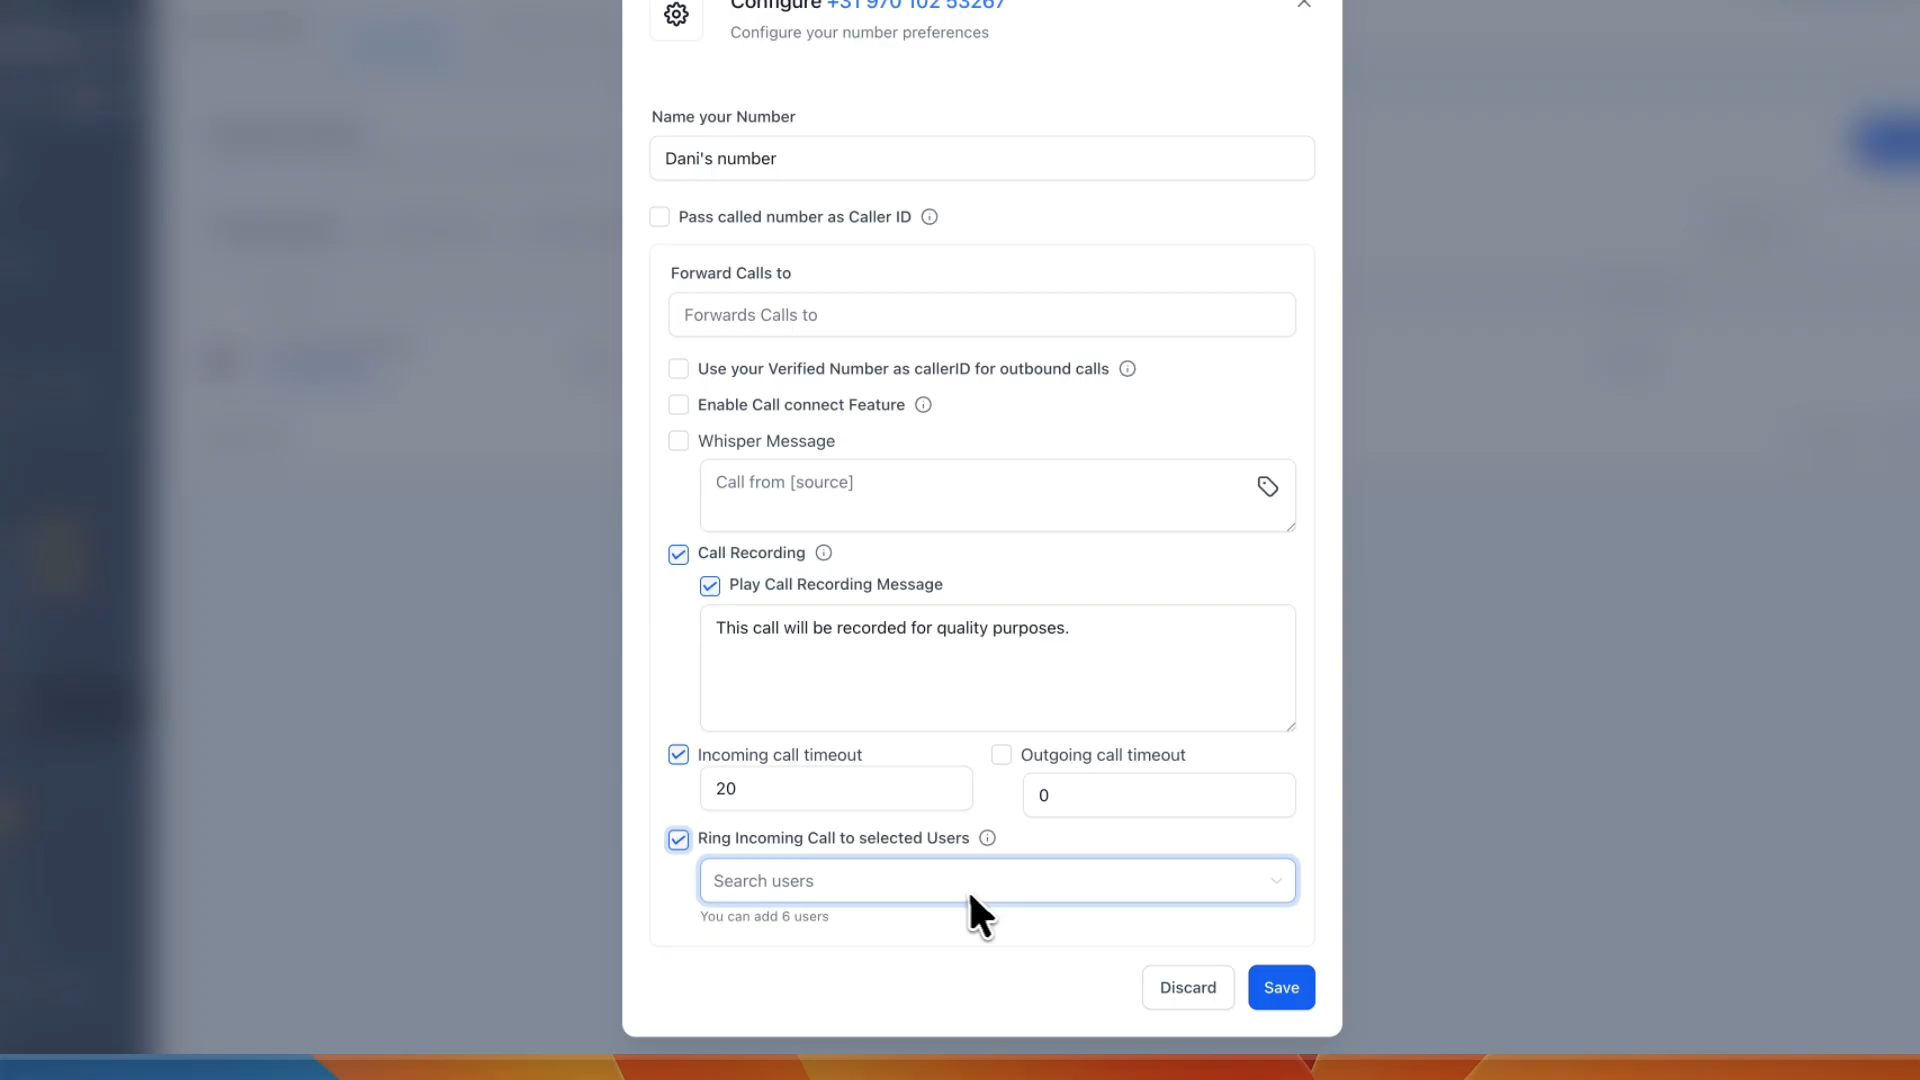 Configure +31 970 102 53267
Configure your number preferences
Name your Number
Dani's number
Pass called number as Caller ID
Forward Calls to
Forwards Calls to
Use your Verified Number as callerID for outbound calls
Enable Call connect Feature
Whisper Message
Call from [source]
Call Recording
Play Call Recording Message
This call will be recorded for quality purposes.
Incoming call timeout
Outgoing call timeout
20
0
Ring Incoming Call to selected Users
Search users
You can add 6 users
Discard
Save